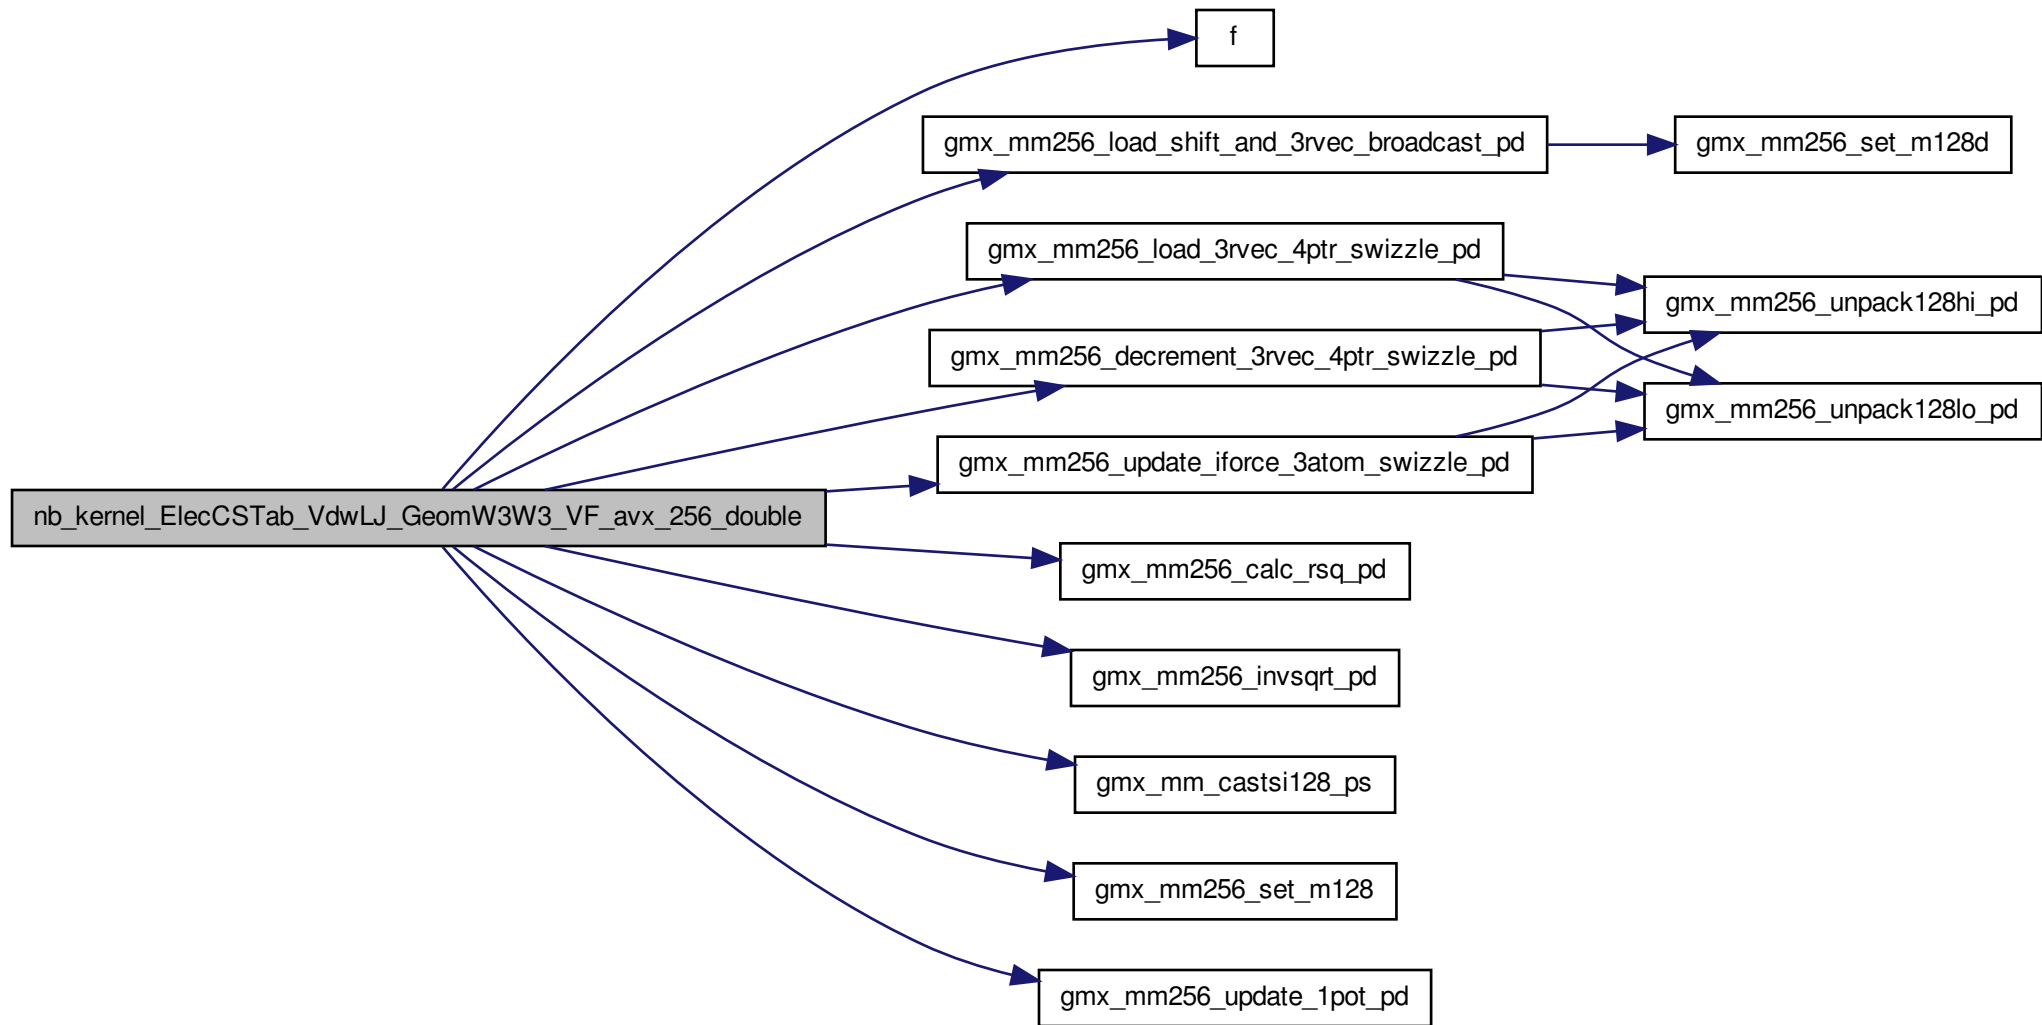 f
gmx_mm256_load_shift_and_3rvec_broadcast_pd
gmx_mm256_set_m128d
gmx_mm256_load_3rvec_4ptr_swizzle_pd
gmx_mm256_unpack128hi_pd
gmx_mm256_decrement_3rvec_4ptr_swizzle_pd
gmx_mm256_unpack128lo_pd
gmx_mm256_update_iforce_3atom_swizzle_pd
nb_kernel_ElecCSTab_VdwLJ_GeomW3W3_VF_avx_256_double
gmx_mm256_calc_rsq_pd
gmx_mm256_invsqrt_pd
gmx_mm_castsi128_ps
gmx_mm256_set_m128
gmx_mm256_update_1pot_pd